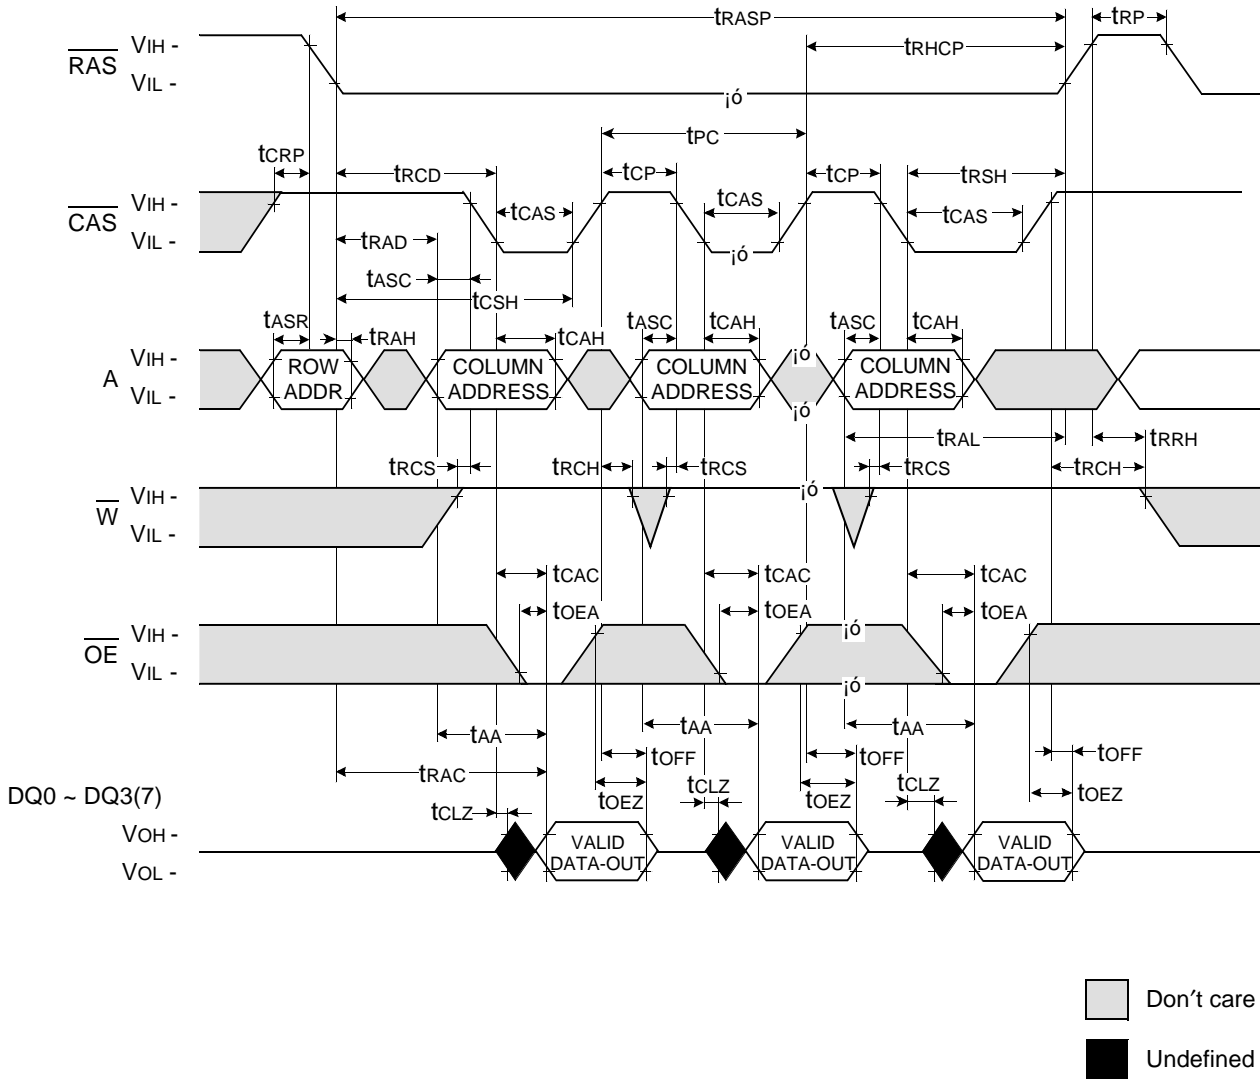 tRASP
tRP
VIH -
RAS
VIL -
tRHCP
¡ó
tCRP
tPC
tRCD
tCP
tCP
tRSH
VIH -
CAS
VIL -
tCAS
tCAS
tCAS
¡ó
tRAD
tASC
tCSH
tASR
tRAH
tCAH
tASC
tCAH
tASC
tCAH
VIH -
A
VIL -
ROW
ADDR
COLUMN
ADDRESS
COLUMN
ADDRESS
¡ó
¡ó
COLUMN
ADDRESS
tRAL
tRRH
tRCS
tRCH
tRCS
tRCS
tRCH
VIH -
W
VIL -
¡ó
tCAC
tCAC
tCAC
tOEA
tOEA
tOEA
VIH -
OE
VIL -
¡ó
¡ó
tAA
tAA
tAA
tOFF
tOFF
tOFF
tRAC
DQ0 ~ DQ3(7)
tCLZ
tOEZ
tCLZ
tOEZ
tCLZ
tOEZ
VOH -
VOL -
VALID
DATA-OUT
VALID
DATA-OUT
VALID
DATA-OUT
Don′t care
Undefined